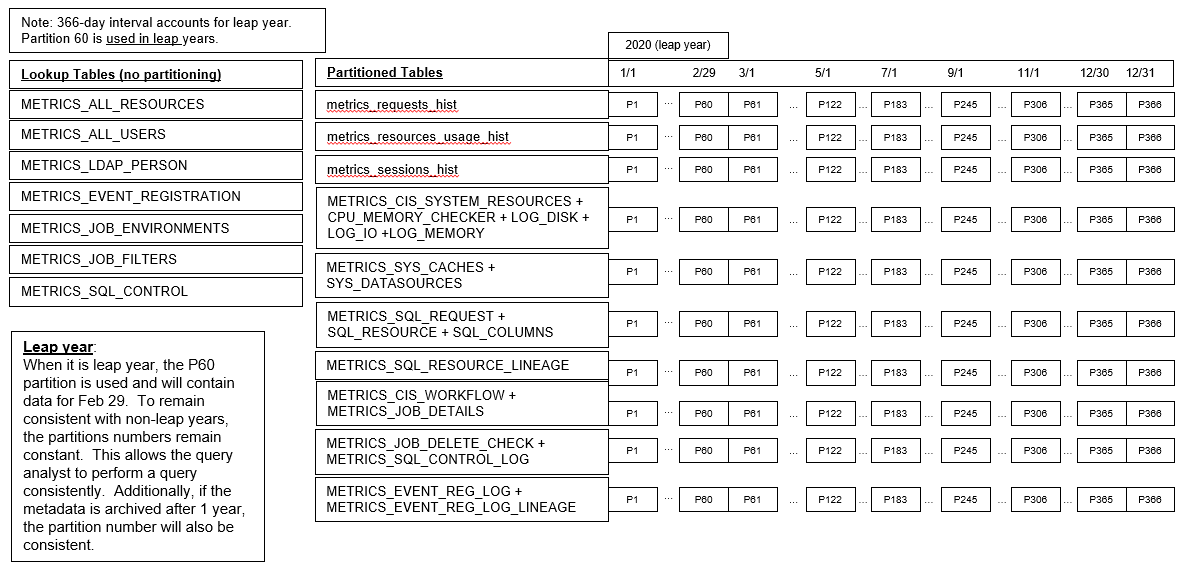 Note: 366-day interval accounts for leap year.
Partition 60 is used in leap years.
Lookup Tables (no partitioning)
METRICS_ALL_RESOURCES
METRICS_ALL_USERS
METRICS_LDAP_PERSON
METRICS_EVENT_REGISTRATION
METRICS_JOB_ENVIRONMENTS
METRICS_JOB_FILTERS
METRICS_SQL_CONTROL
Leap year:
When it is leap year, the P60
partition is used and will contain
data for Feb 29. To remain
consistent with non-leap years,
the partitions numbers remain
constant. This allows the query
analyst to perform a query
consistently. Additionally, if the
metadata is archived after 1 year,
the partition number will also be
consistent.
2020 (leap year)
Partitioned Tables 1/1 2/29 3/1 5/1 7/1 9/1 11/1 12/30 12/31
metrics_requests_hist P1 ... P60 P61 ... P122 ... P183 ... P245 ... P306 ... P365 P366
metrics_resources_usage_hist P1 ... P60 P61 ... P122 ... P183 ... P245 ... P306 ... P365 P366
metrics_sessions_hist P1 ... P60 P61 ... P122 ... P183 ... P245 ... P306 ... P365 P366
METRICS_CIS_SYSTEM_RESOURCES +
CPU_MEMORY_CHECKER + LOG_DISK +
LOG_IO +LOG_MEMORY
P1 ... P60 P61 ... P122 ... P183 ... P245 ... P306 ... P365 P366
METRICS_SYS_CACHES +
SYS_DATASOURCES
P1 ... P60 P61 ... P122 ... P183 ... P245 ... P306 ... P365 P366
METRICS_SQL_REQUEST +
SQL_RESOURCE + SQL_COLUMNS
P1 ... P60 P61 ... P122 ... P183 ... P245 ... P306 ... P365 P366
METRICS_SQL_RESOURCE_LINEAGE
P1 ... P60 P61 ... P122 ... P183 ... P245 ... P306 ... P365 P366
METRICS_CIS_WORKFLOW +
METRICS_JOB_DETAILS
P1 ... P60 P61 ... P122 ... P183 ... P245 ... P306 ... P365 P366
METRICS_JOB_DELETE_CHECK +
METRICS_SQL_CONTROL_LOG
P1 ... P60 P61 ... P122 ... P183 ... P245 ... P306 ... P365 P366
METRICS_EVENT_REG_LOG +
METRICS_EVENT_REG_LOG_LINEAGE
P1 ... P60 P61 ... P122 ... P183 ... P245 ... P306 ... P365 P366